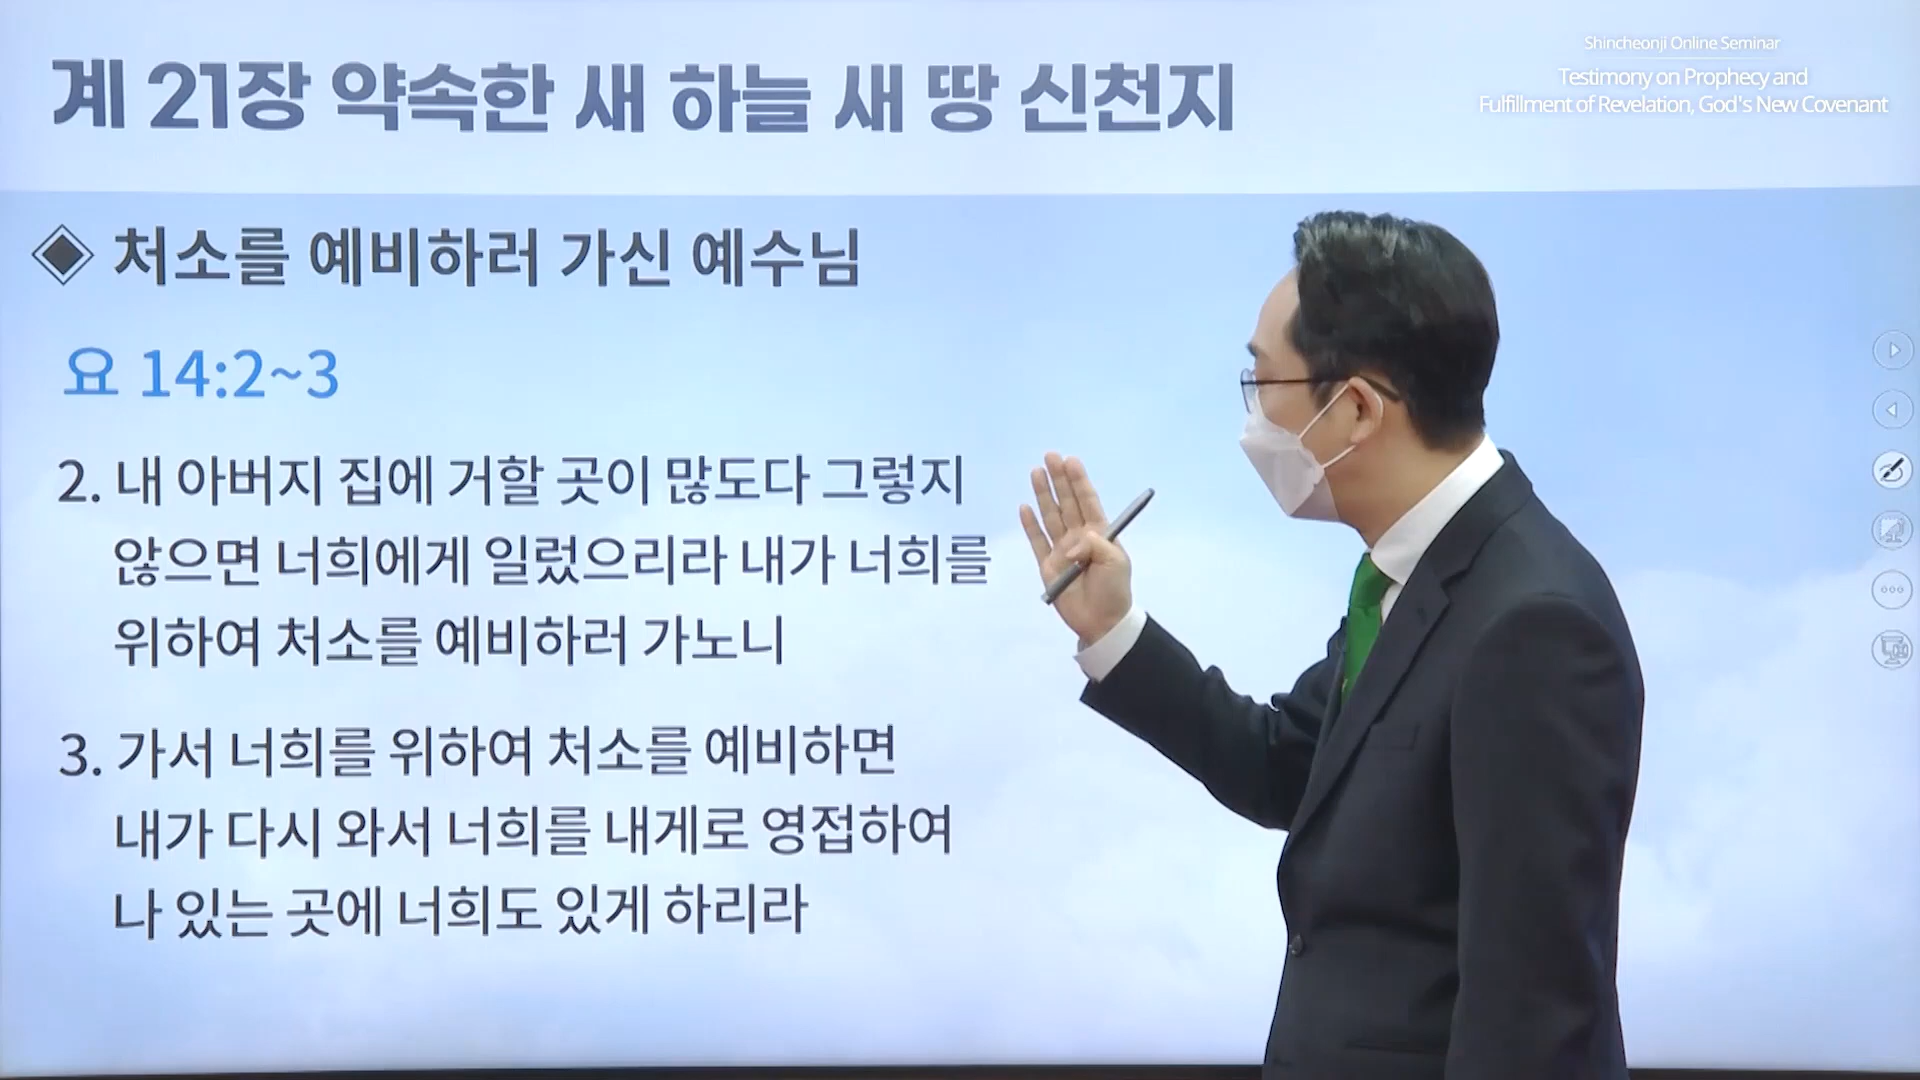 계 21장 약속한 새 하늘 새 땅 신천지
Shincheonji Online Seminar
Testimony on Prophecy and
Fulfillment of Revelation, God's New Covenant
처소를 예비하러 가신 예수님
요 14:2~3
2. 내 아버지 집에 거할 곳이 많도다 그렇지
않으면 너희에게 일렀으리라 내가 너희를
위하여 처소를 예비하러 가노니
3. 가서 너희를 위하여 처소를 예비하면
내가 다시 와서 너희를 내게로 영접하여
나 있는 곳에 너희도 있게 하리라